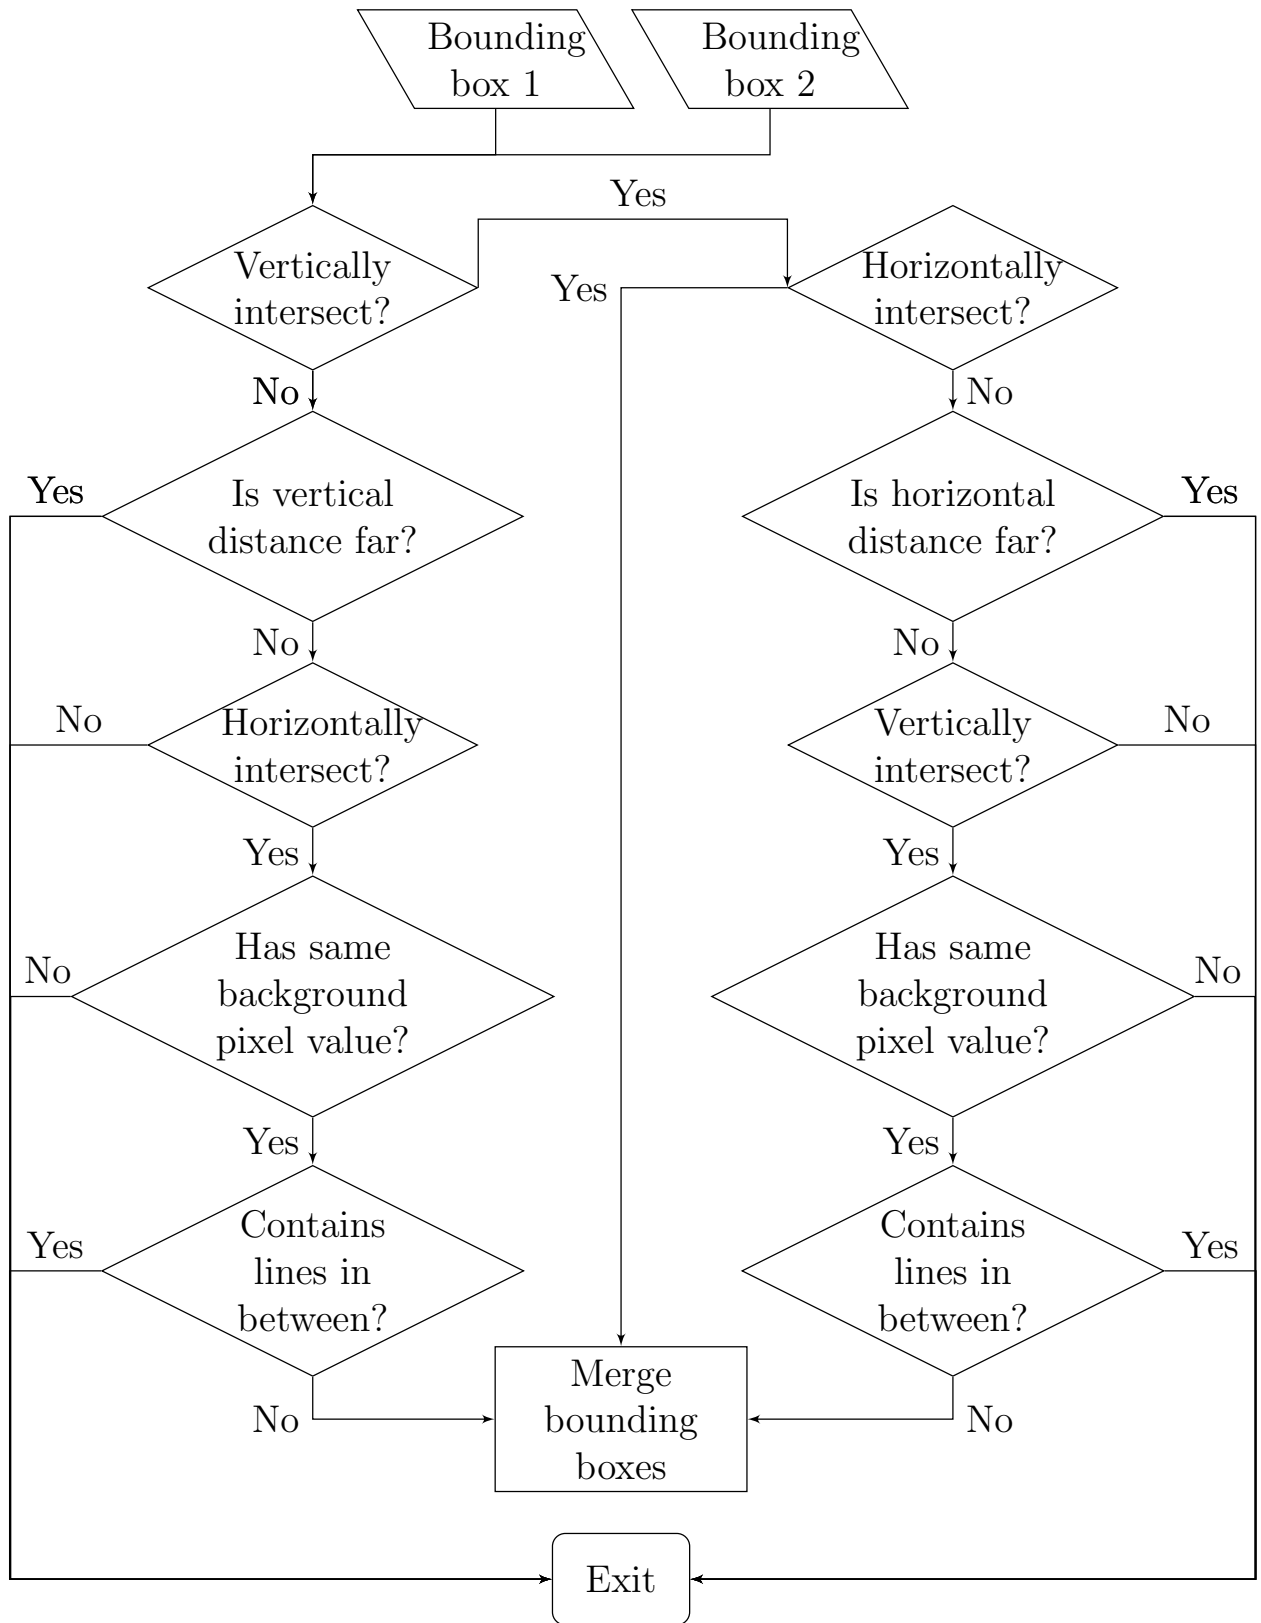 Bounding
box 1
Bounding
box 2
Yes
Vertically
intersect?
Yes
Horizontally
intersect?
No
No
Yes
Is vertical
distance far?
Is horizontal
distance far?
Yes
No
No
No
Horizontally
intersect?
Vertically
intersect?
No
Yes
Yes
No
Has same
background
pixel value?
Has same
background
pixel value?
No
Yes
Yes
Yes
Contains
lines in
between?
Contains
lines in
between?
Yes
No
Merge
bounding
boxes
No
Exit